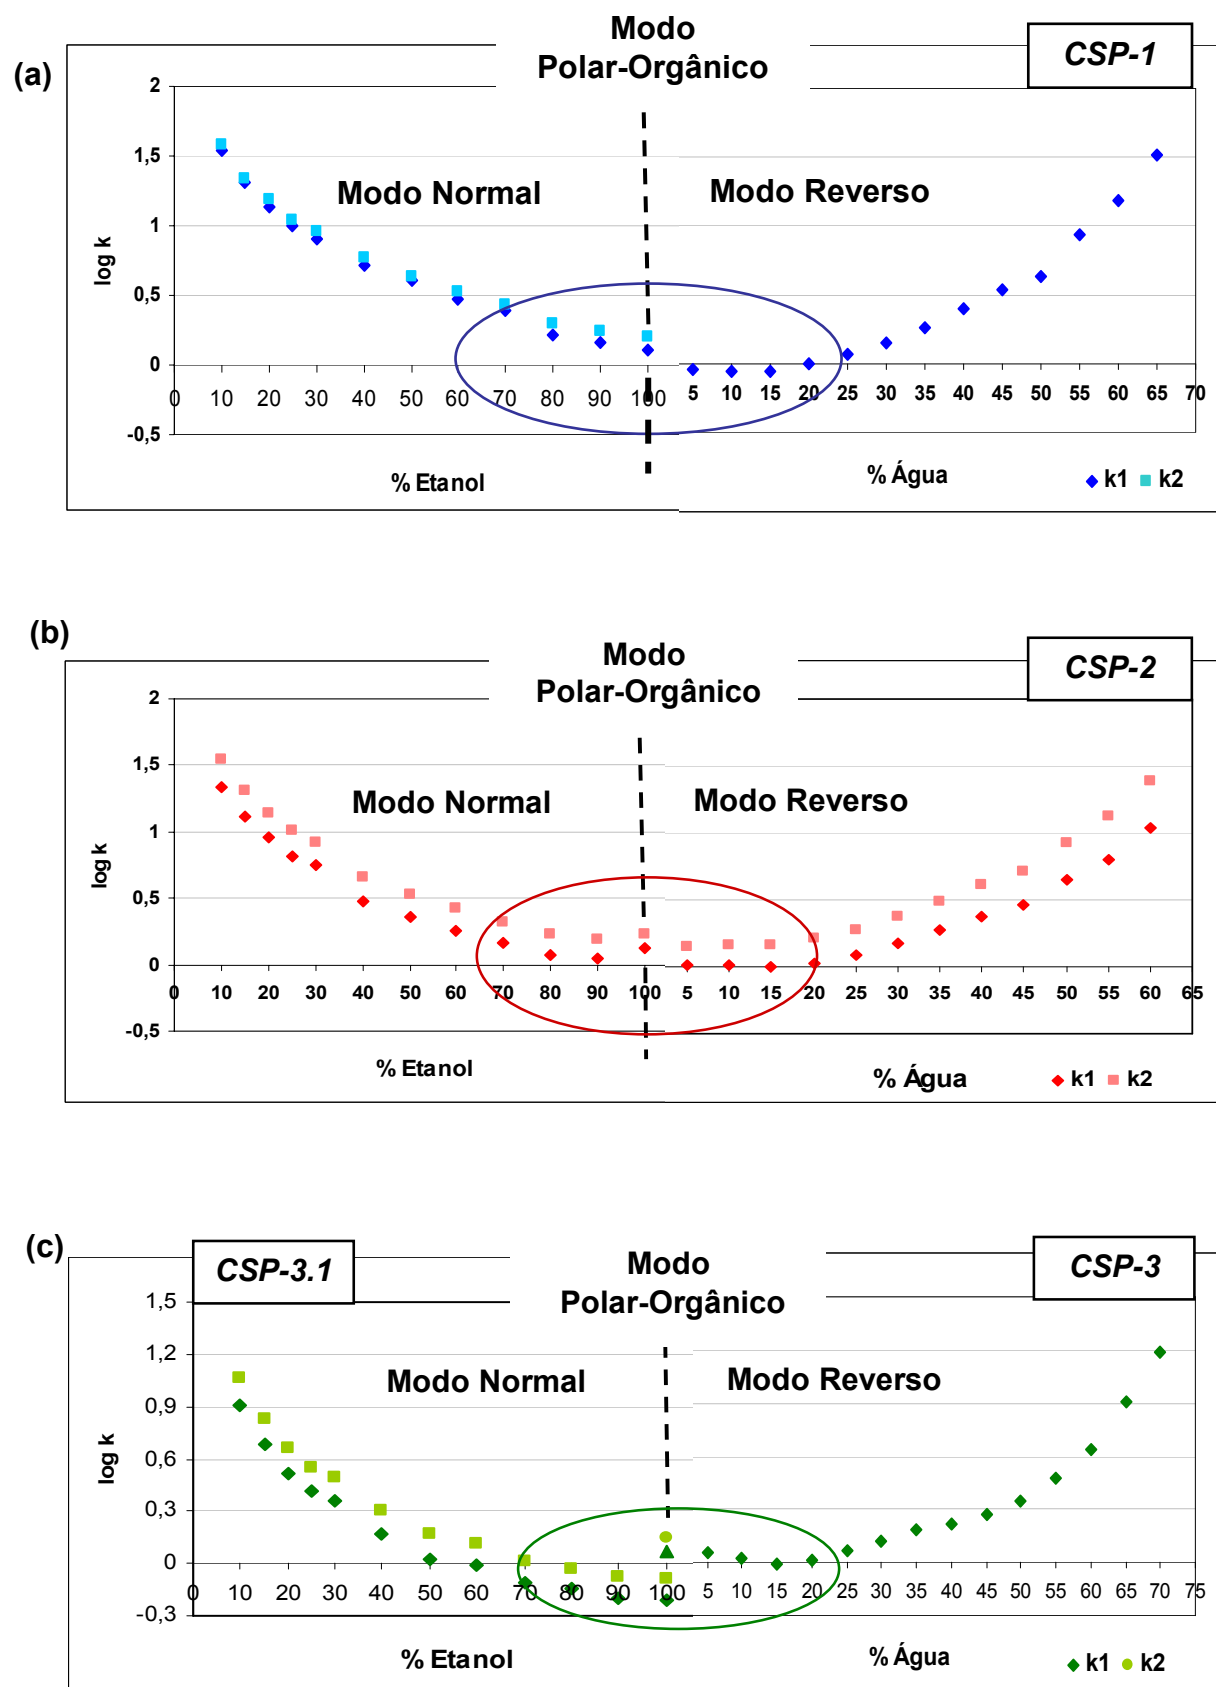 Modo
Polar-Orgânico
CSP-1
(a)
2
1,5
1
0,5
0
-0,5
log k
Modo Normal
Modo Reverso
0 10 20 30 40 50 60 70 80 90 100 5 10 15 20 25 30 35 40 45 50 55 60 65 70
% Etanol
% Água
k1 k2
(b)
Modo
Polar-Orgânico
CSP-2
2
1,5
1
0,5
0
-0,5
log k
Modo Normal
Modo Reverso
0 10 20 30 40 50 60 70 80 90 100 5 10 15 20 25 30 35 40 45 50 55 60 65
% Etanol
% Água
k1 k2
(c)
CSP-3.1
Modo
Polar-Orgânico
CSP-3
1,5
1,2
0,9
0,6
0,3
0
-0,3
log k
Modo Normal
Modo Reverso
0 10 20 30 40 50 60 70 80 90 100 5 10 15 20 25 30 35 40 45 50 55 60 65 70 75
% Etanol
% Água
k1 k2